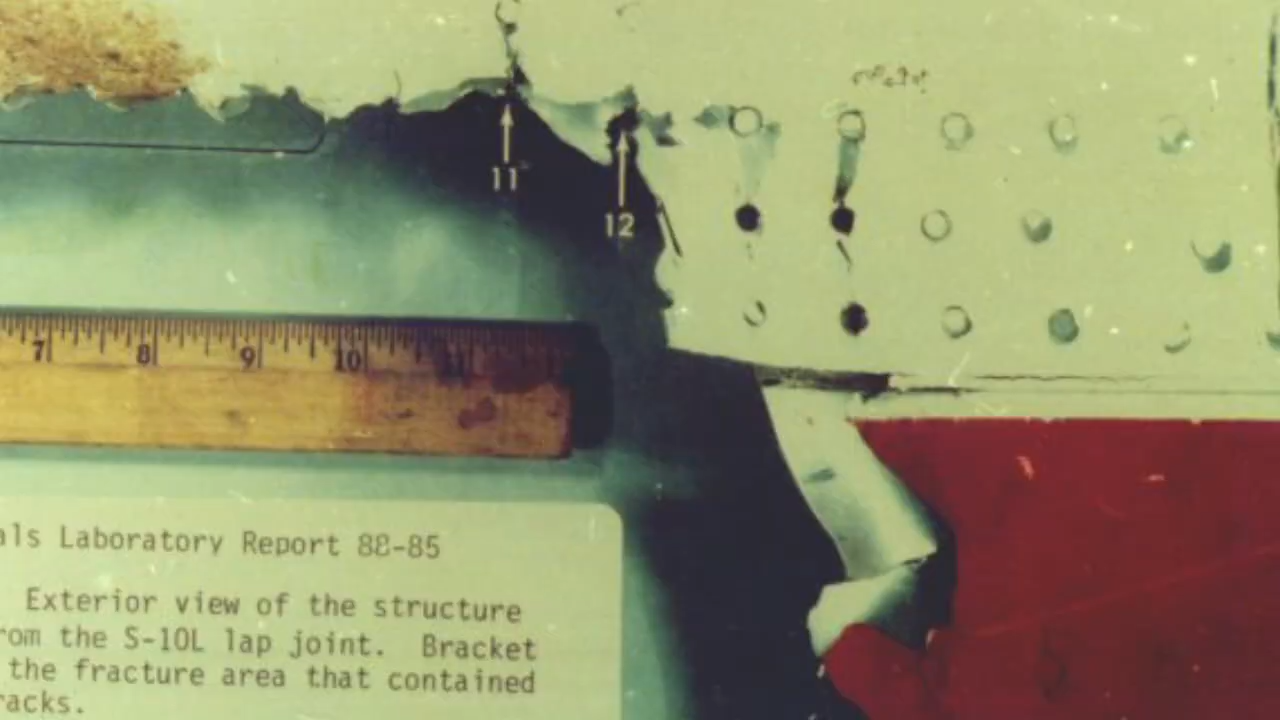 11
12
7 8 9 10 11
als Laboratory Report 88-85
Exterior view of the structure
rom the S-10L lap joint. Bracket
the fracture area that contained
racks.